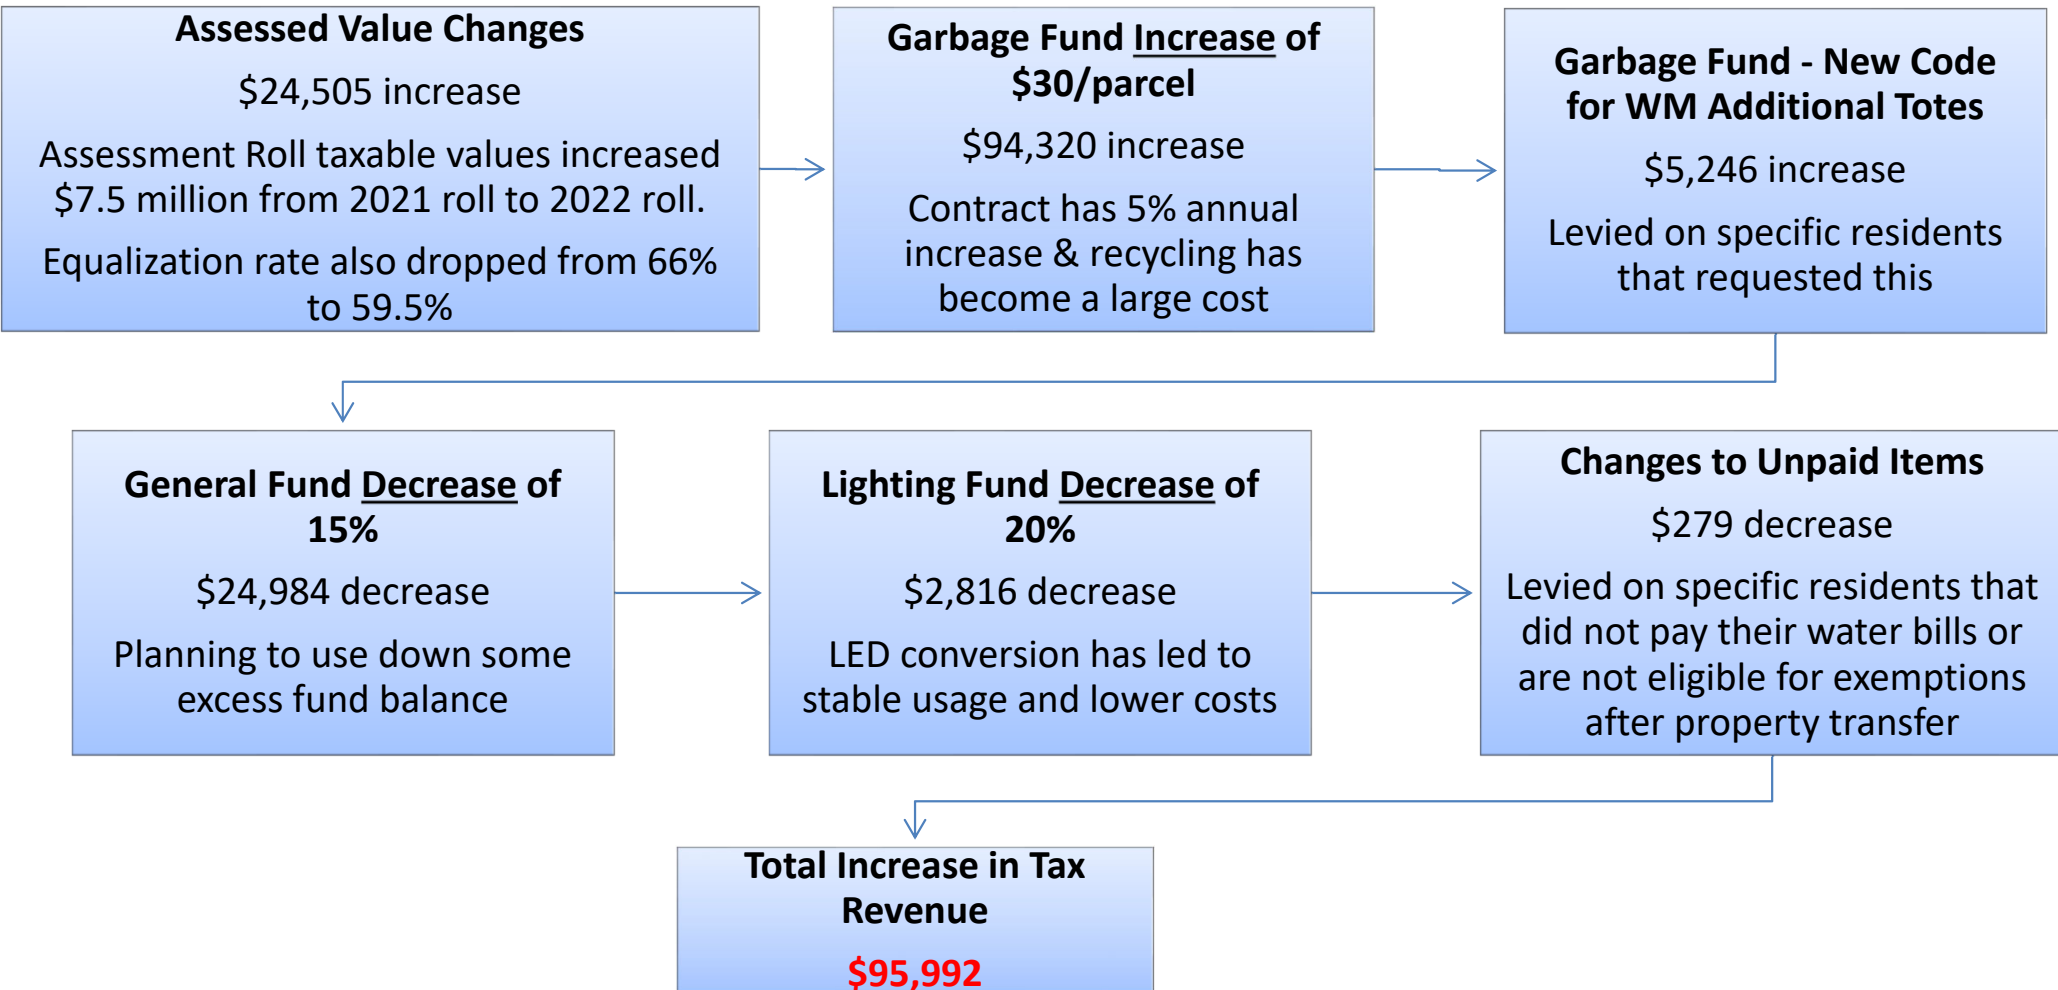 Assessed Value Changes
$24,505 increase
Assessment Roll taxable values increased
$7.5 million from 2021 roll to 2022 roll.
Equalization rate also dropped from 66%
to 59.5%
Garbage Fund Increase of
$30/parcel
$94,320 increase
Contract has 5% annual
increase & recycling has
become a large cost
Garbage Fund - New Code
for WM Additional Totes
$5,246 increase
Levied on specific residents
that requested this
General Fund Decrease of
15%
$24,984 decrease
Planning to use down some
excess fund balance
Lighting Fund Decrease of
20%
$2,816 decrease
LED conversion has led to
stable usage and lower costs
Changes to Unpaid Items
$279 decrease
Levied on specific residents that
did not pay their water bills or
are not eligible for exemptions
after property transfer
Total Increase in Tax
Revenue
$95,992